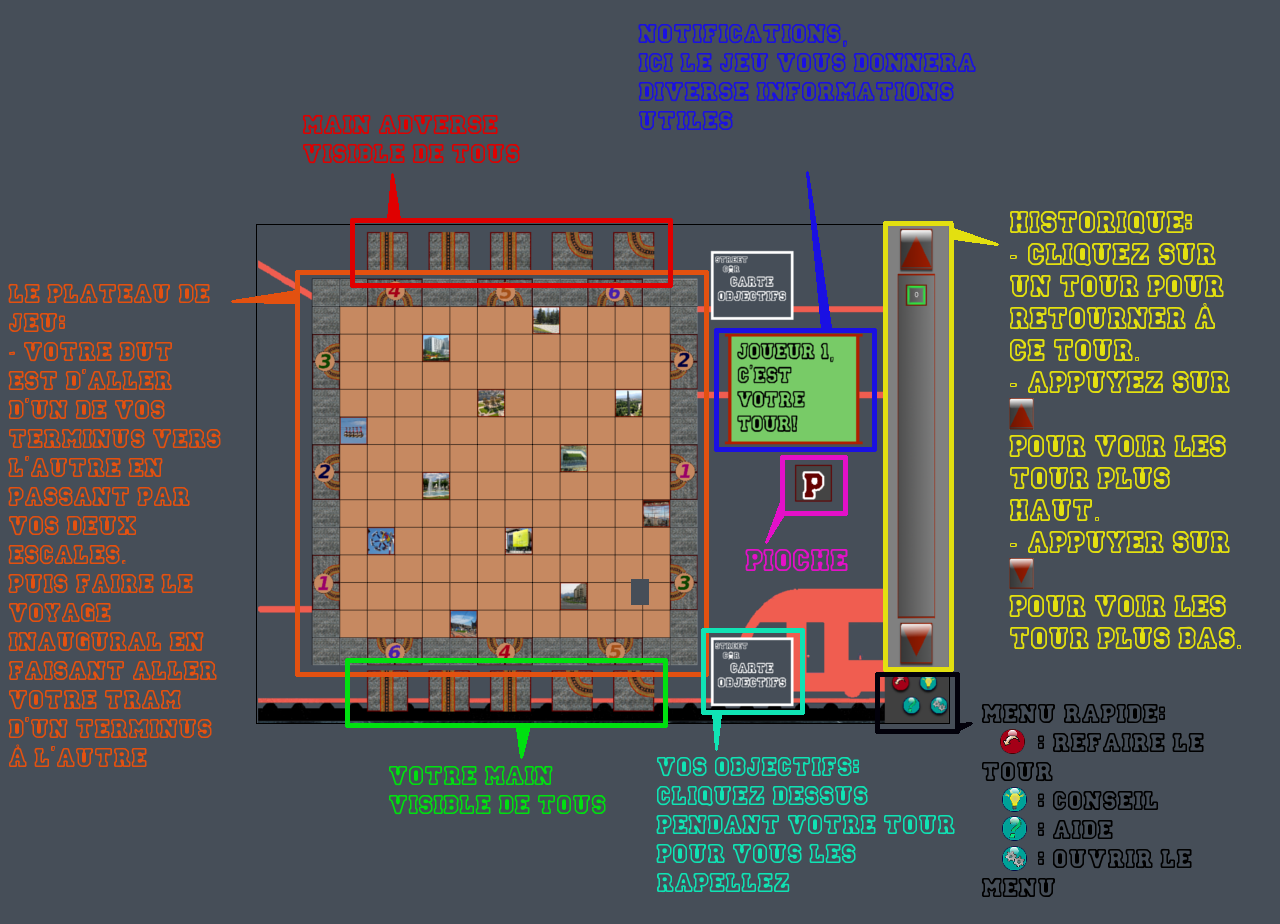 NOTIFICATIONS,
ICI LE JEU VOUS DONNERA
DIVERSE INFORMATIONS
UTILES
MAIN ADVERSE
VISIBLE DE TOUS
LE PLATEAU DE
JEU:
- VOTRE BUT
EST D'ALLER
D'UN DE VOS
TERMINUS VERS
L'AUTRE EN
PASSANT PAR
VOS DEUX
ESCALES.
PUIS FAIRE LE
VOYAGE
INAUGURAL EN
FAISANT ALLER
VOTRE TRAM
D'UN TERMINUS
À L'AUTRE
4 5 6
3 2
2 1
1 3
6 4 5
STREET
CAR
CARTE
OBJECTIFS
JOUEUR 1,
C'EST
VOTRE
TOUR!
P
PIOCHE
STREET
CAR
CARTE
OBJECTIFS
0
HISTORIQUE:
- CLIQUEZ SUR
UN TOUR POUR
RETOURNER À
CE TOUR.
- APPUYEZ SUR
POUR VOIR LES
TOUR PLUS
HAUT.
- APPUYER SUR
POUR VOIR LES
TOUR PLUS BAS.
VOTRE MAIN
VISIBLE DE TOUS
VOS OBJECTIFS:
CLIQUEZ DESSUS
PENDANT VOTRE TOUR
POUR VOUS LES
RAPELLEZ
MENU RAPIDE:
: REFAIRE LE
TOUR
: CONSEIL
? : AIDE
: OUVRIR LE
MENU